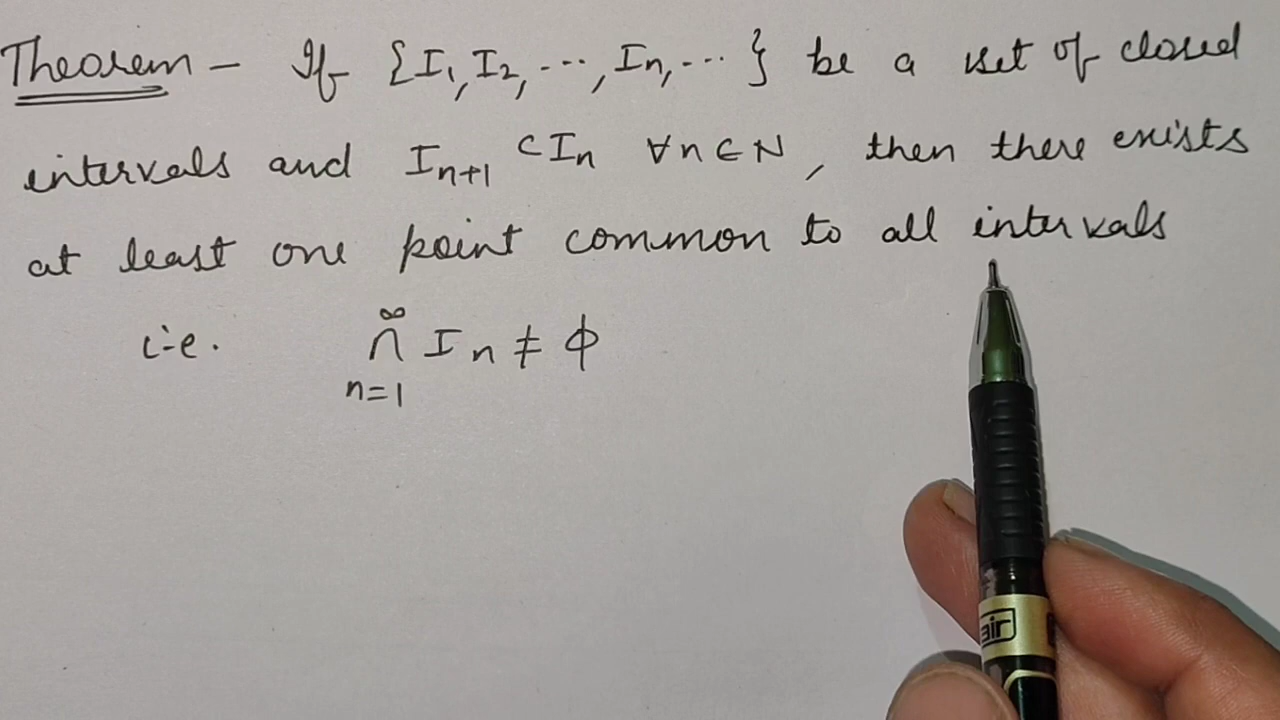 Theorem - If {I₁, I₂, ..., Iₙ, ... } be a set of closed
intervals and Iₙ₊₁ ⊂ Iₙ ∀n∈N, then there exists
at least one point common to all intervals
i.e. ∞
∩ Iₙ ≠ ϕ
n=1
air